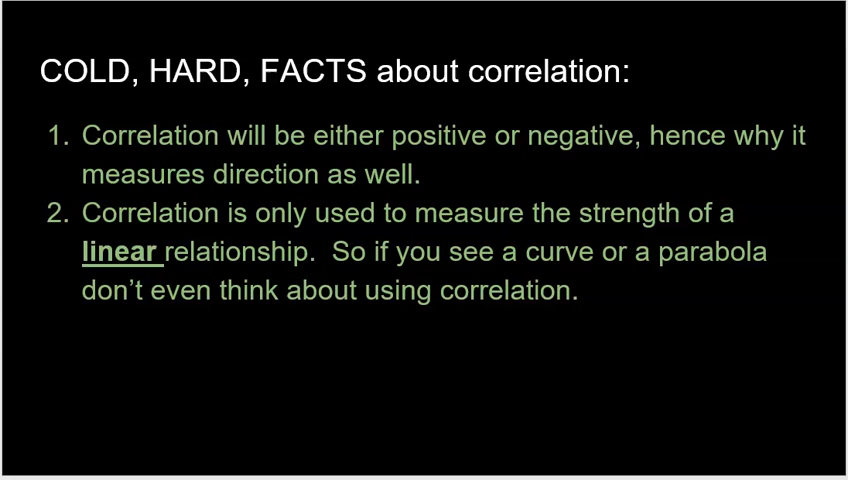 COLD, HARD, FACTS about correlation:
1. Correlation will be either positive or negative, hence why it
measures direction as well.
2. Correlation is only used to measure the strength of a
linear relationship. So if you see a curve or a parabola
don't even think about using correlation.